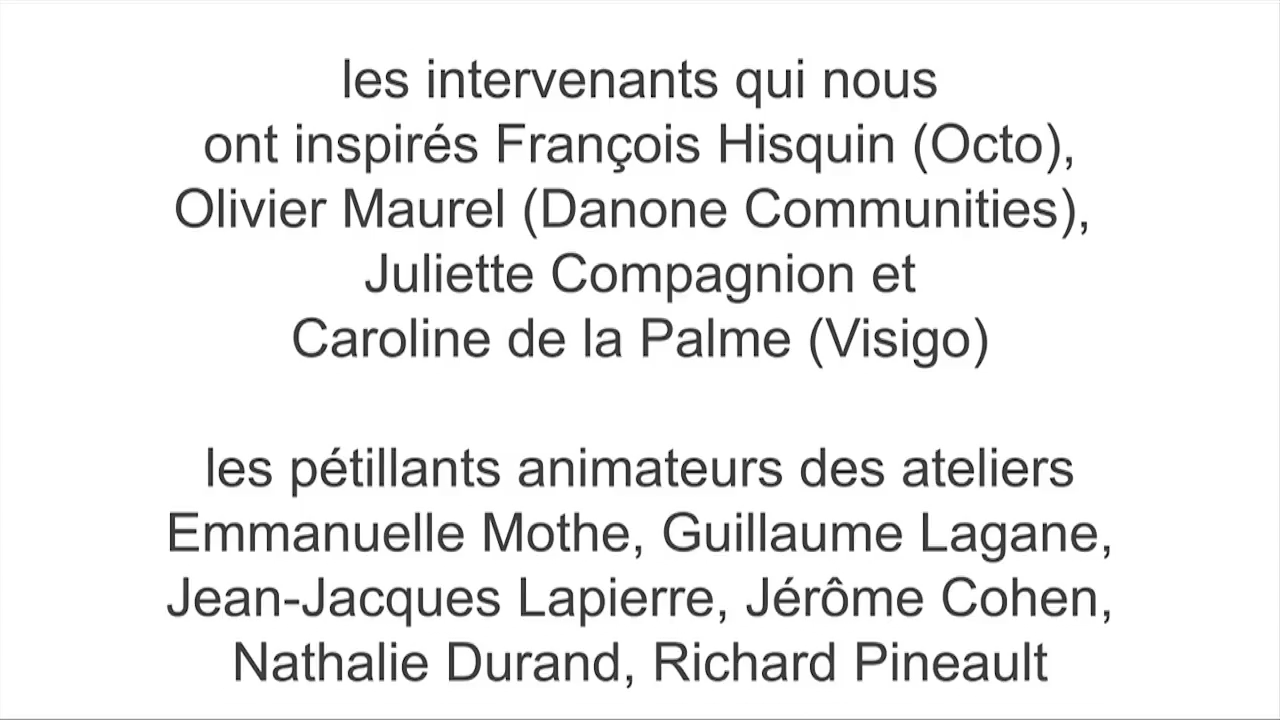 les intervenants qui nous
ont inspirés François Hisquin (Octo),
Olivier Maurel (Danone Communities),
Juliette Compagnion et
Caroline de la Palme (Visigo)
les pétillants animateurs des ateliers
Emmanuelle Mothe, Guillaume Lagane,
Jean-Jacques Lapierre, Jérôme Cohen,
Nathalie Durand, Richard Pineault